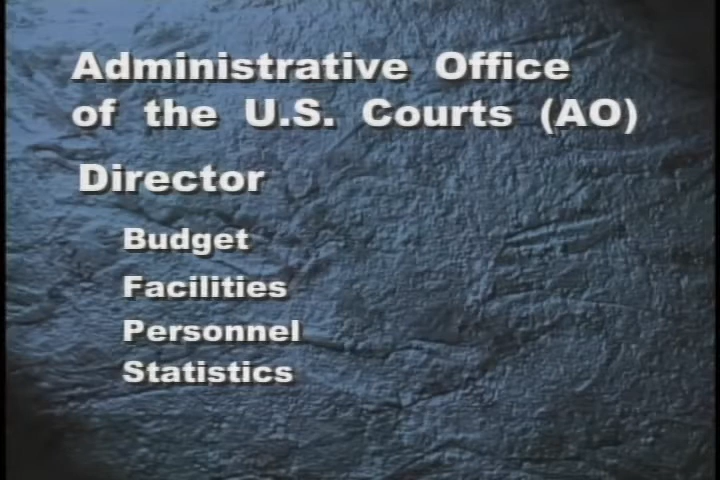 Administrative Office
of the U.S. Courts (AO)
Director
Budget
Facilities
Personnel
Statistics